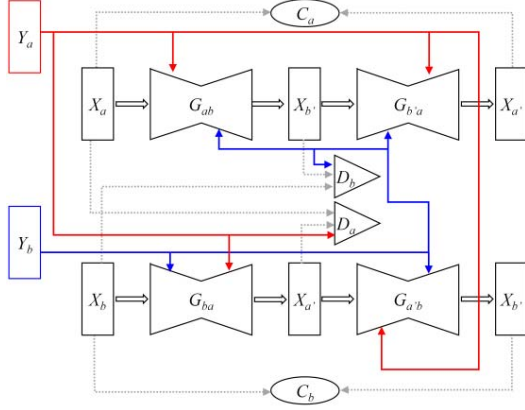 C_a
Y_a
X_a G_ab X_b' G_b'a X_a'
D_b
D_a
Y_b
X_b G_ba X_a' G_a'b X_b'
C_b